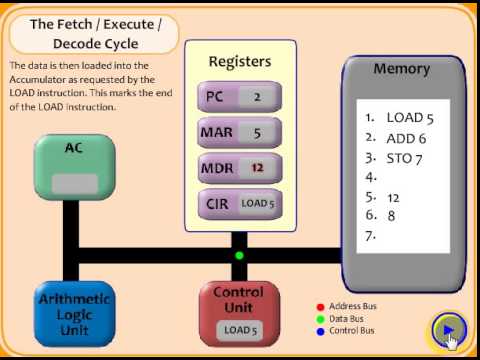 The Fetch / Execute /
Decode Cycle
The data is then loaded into the
Accumulator as requested by the
LOAD instruction. This marks the end
of the LOAD instruction.
Registers
PC 2
MAR 5
MDR 12
CIR LOAD 5
Memory
1. LOAD 5
2. ADD 6
3. STO 7
4.
5. 12
6. 8
7.
AC
Arithmetic
Logic
Unit
Control
Unit
LOAD 5
Address Bus
Data Bus
Control Bus